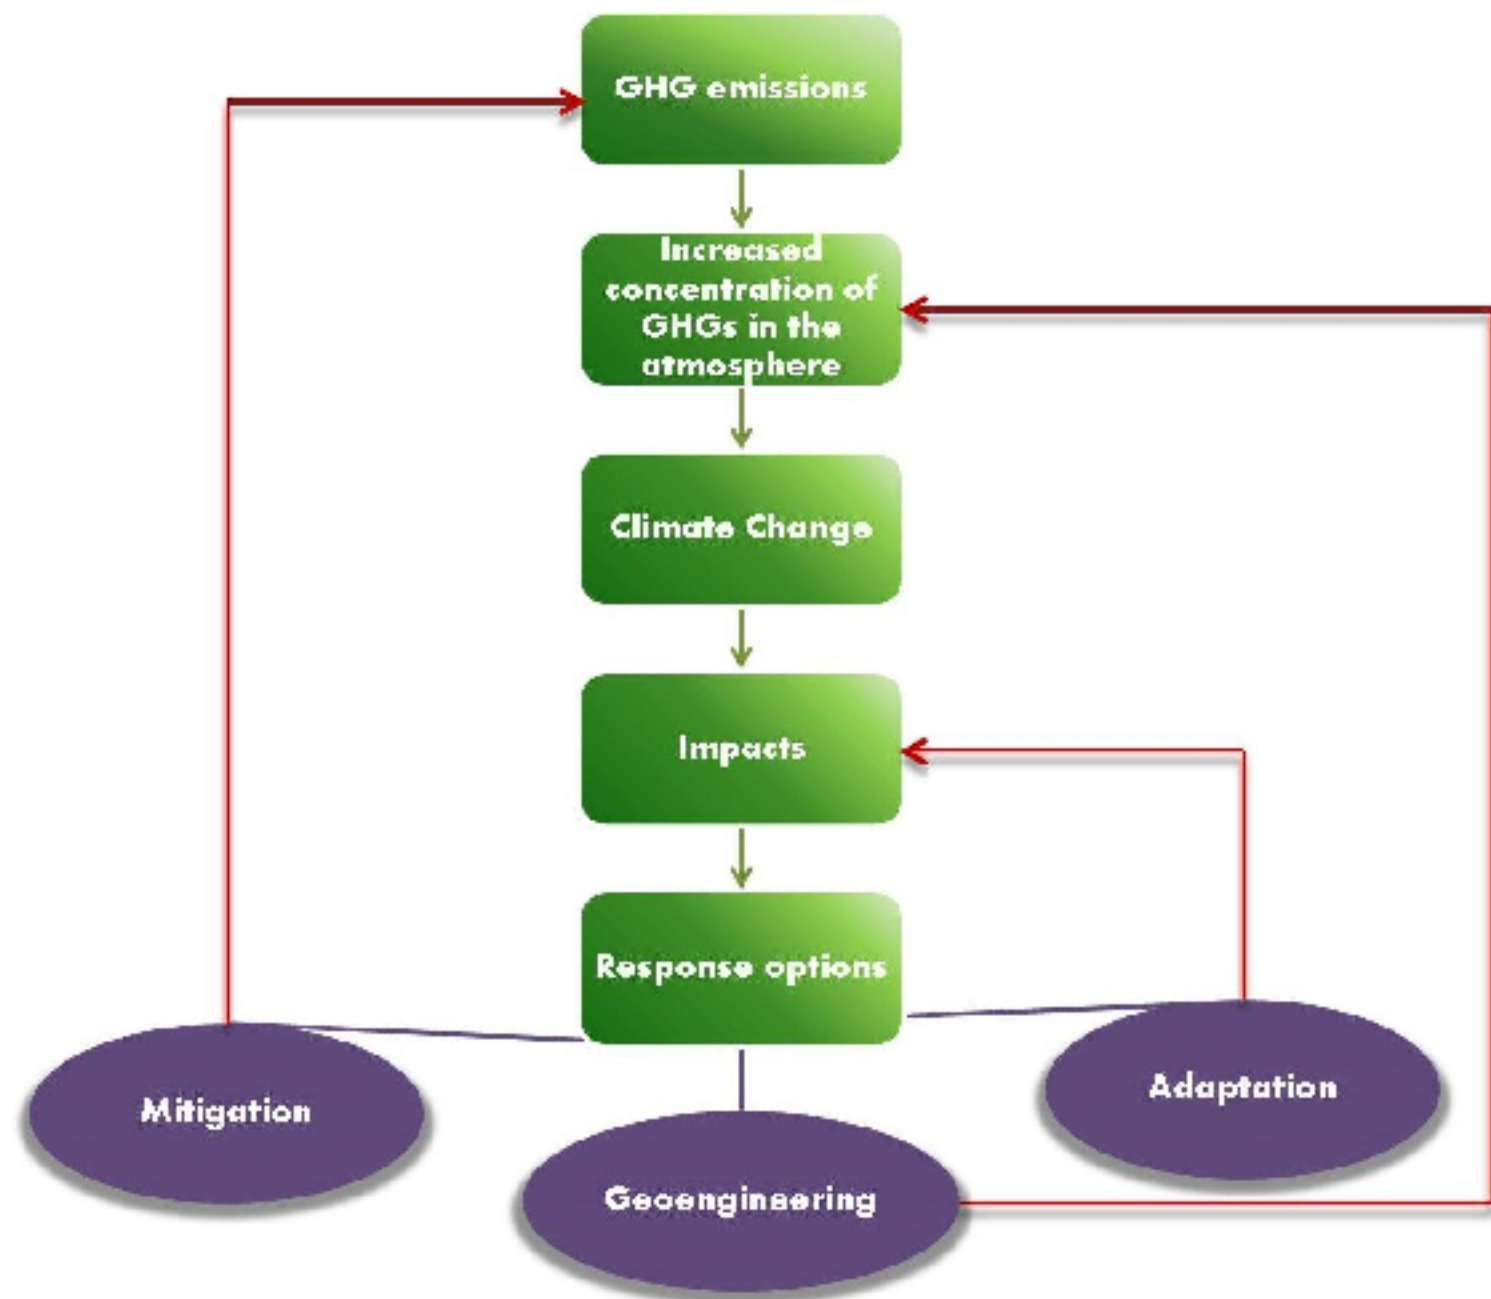 GHG emissions
Increased
concentration of
GHGs in the
atmosphere
Climate Change
Impacts
Response options
Mitigation
Adaptation
Geoengineering